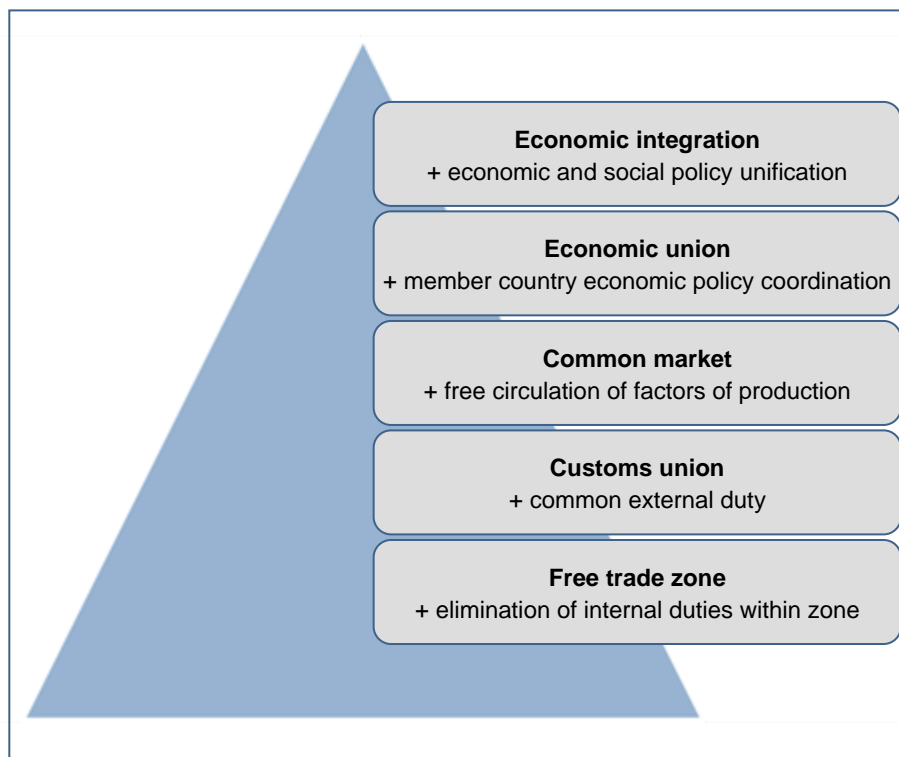 Economic integration
+ economic and social policy unification
Economic union
+ member country economic policy coordination
Common market
+ free circulation of factors of production
Customs union
+ common external duty
Free trade zone
+ elimination of internal duties within zone